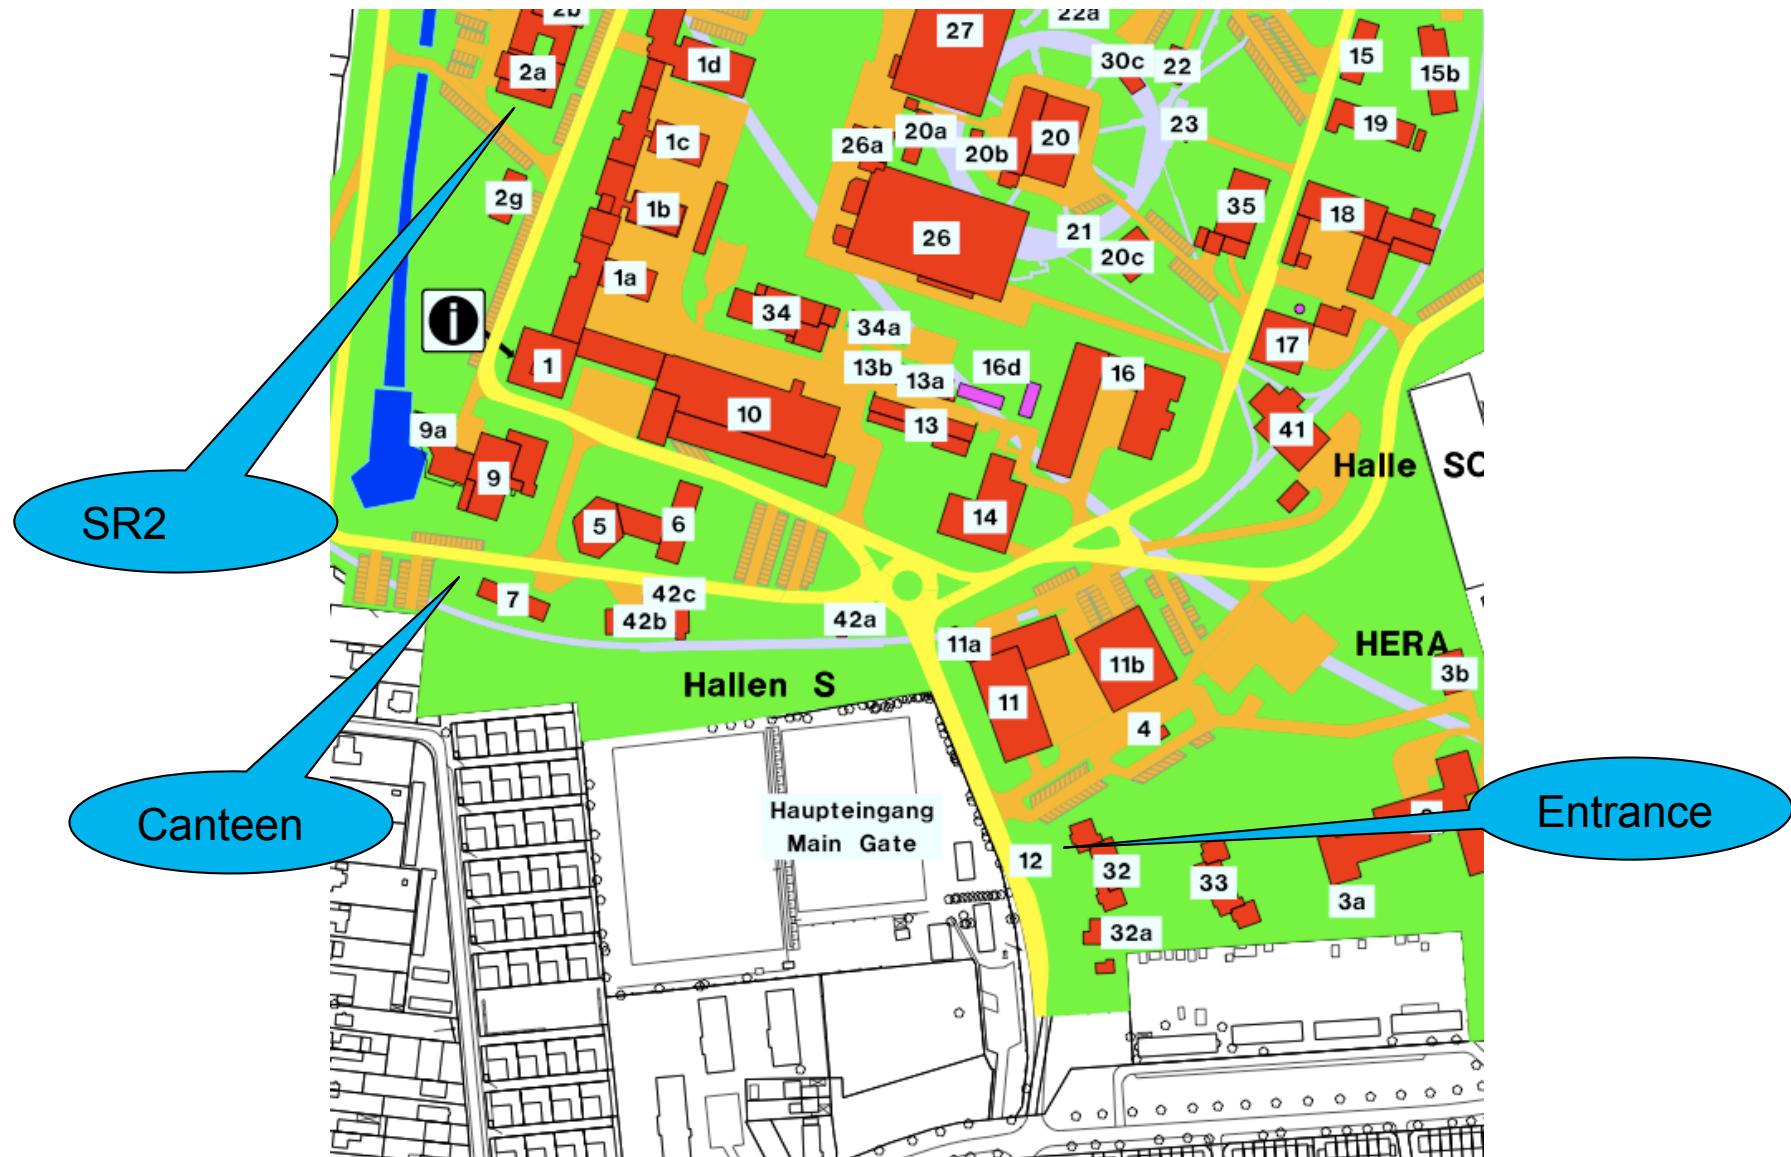 2b
27
22a
2a
1d
30c
22
15
15b
1c
26a
20a
20b
20
23
19
2g
1b
26
21
20c
35
18
1a
i
34
34a
17
1
13b
13a
16d
16
10
13
41
9a
9
Halle SC
5
6
14
SR2
7
42c
42b
42a
11a
11b
HERA
3b
Hallen S
11
4
Haupteingang
Main Gate
Canteen
Entrance
12
32
33
3a
32a